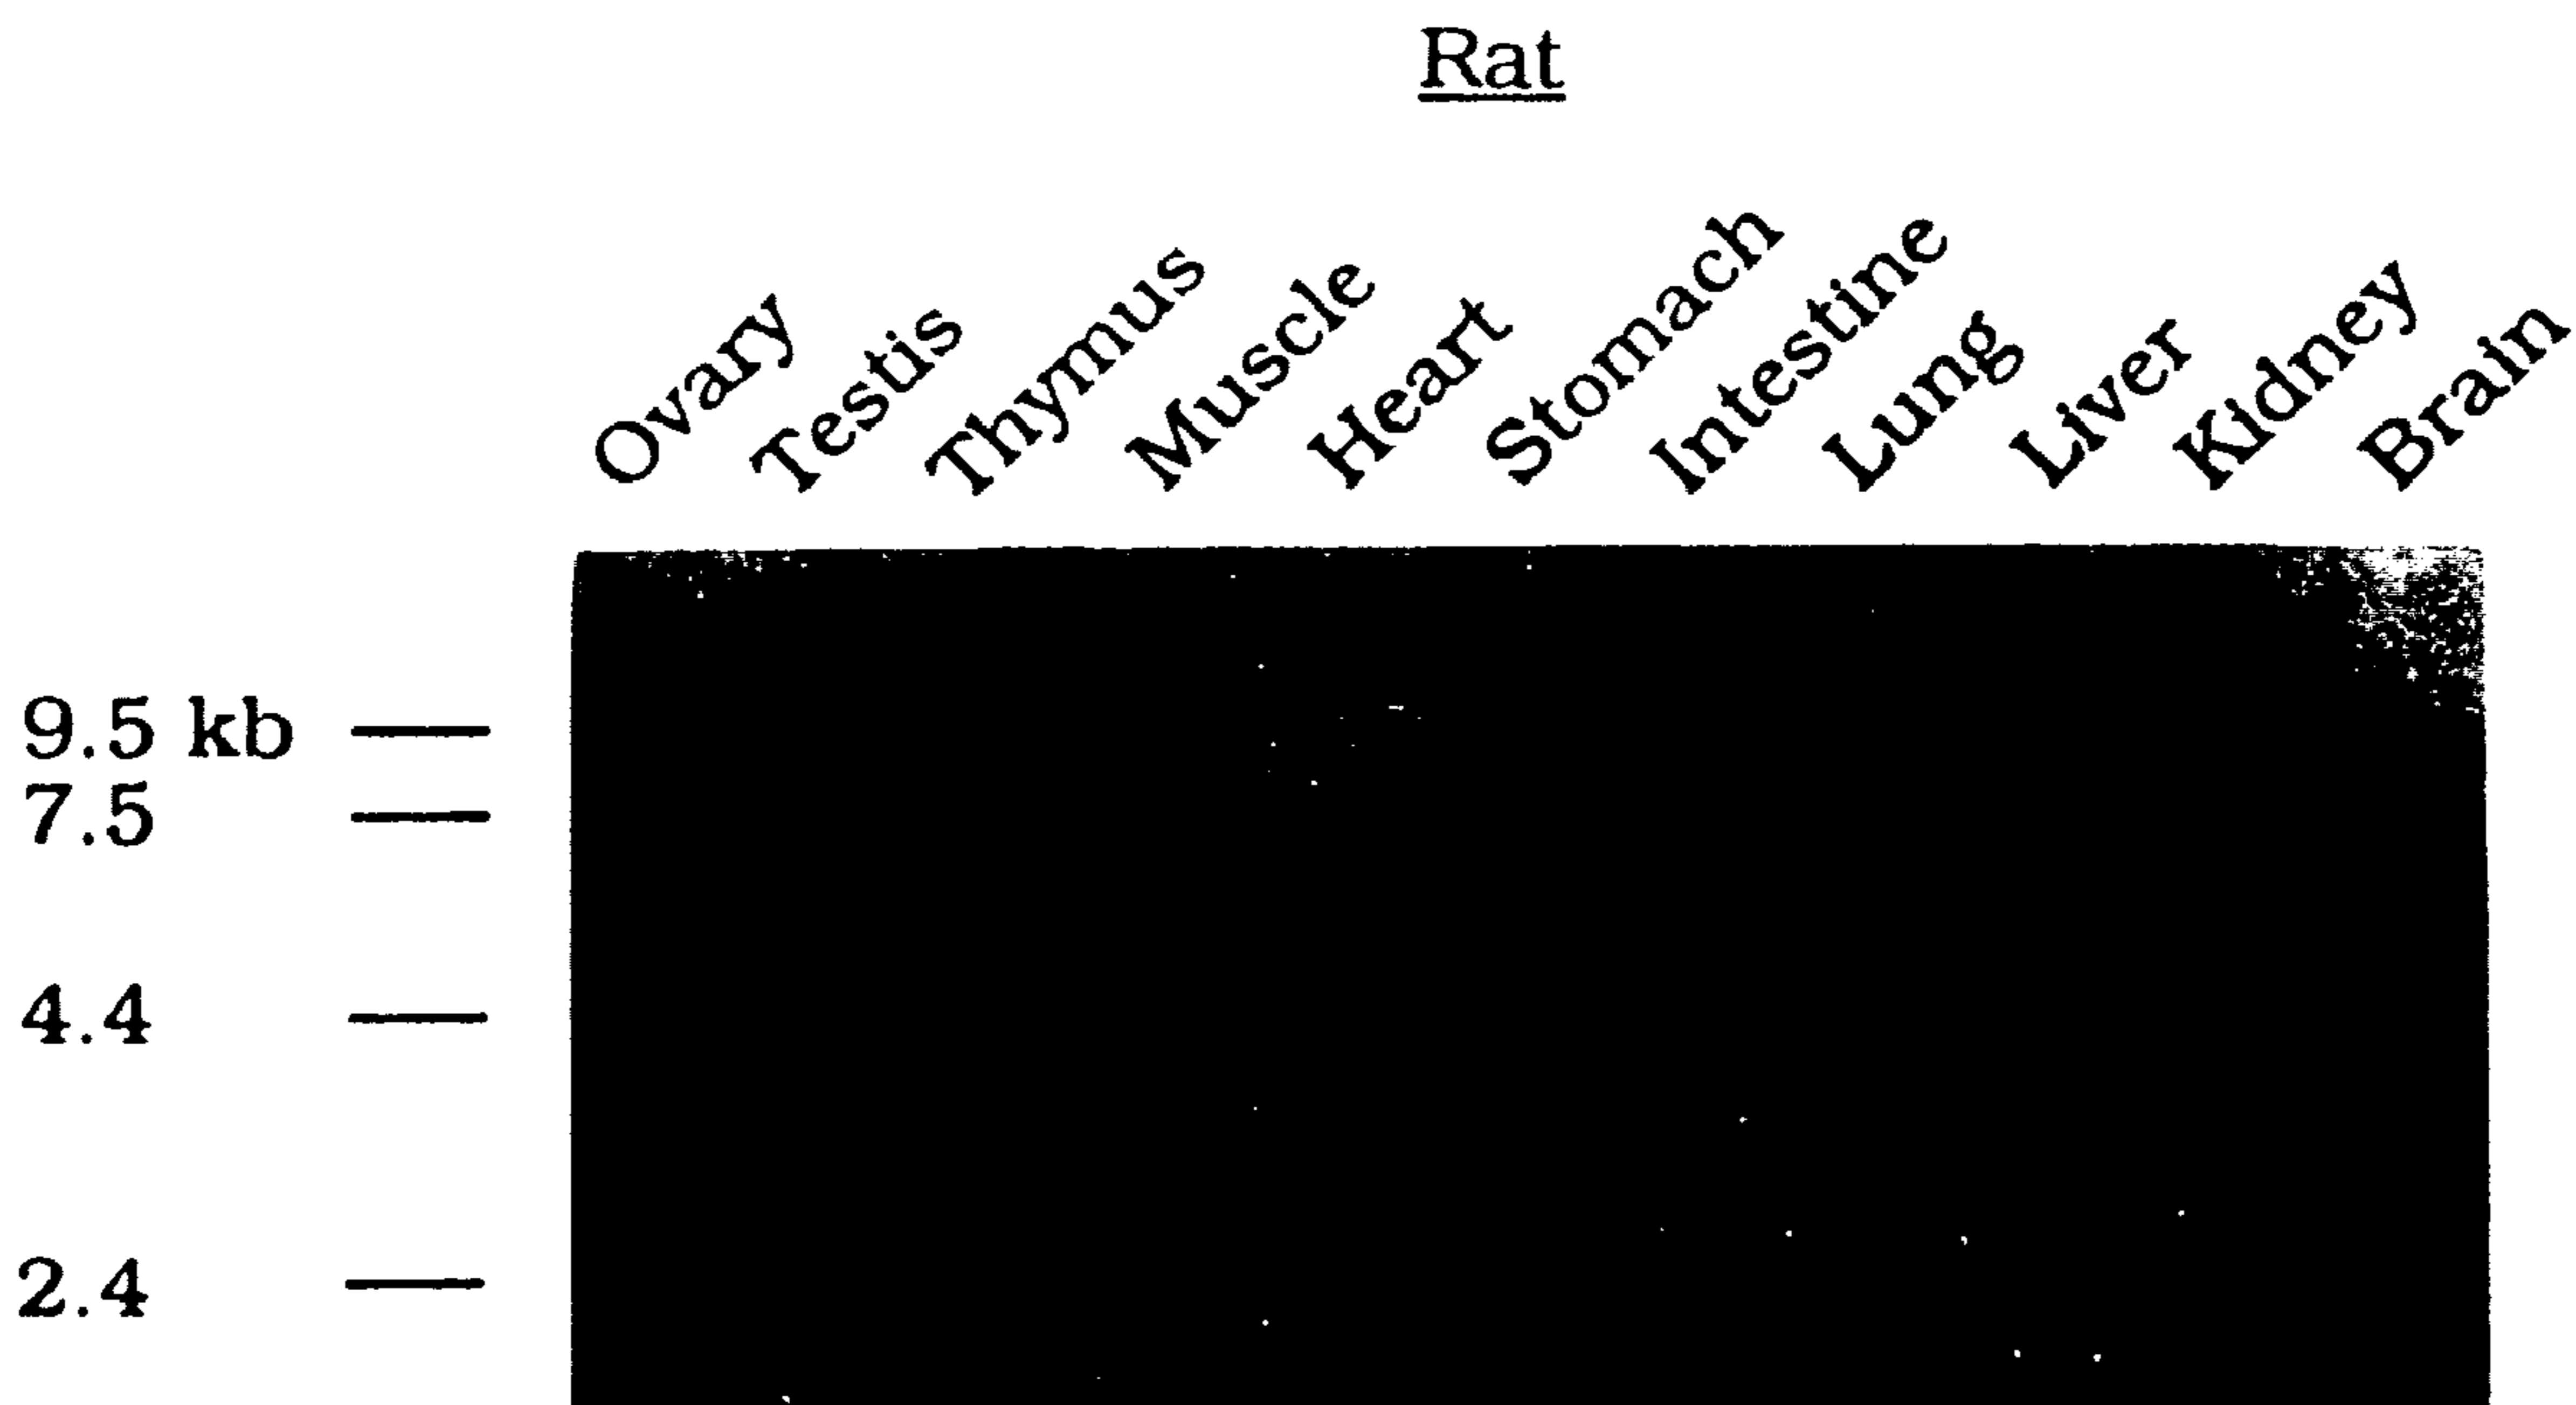 Rat
Ovary
Testis
Thymus
Muscle
Heart
Stomach
Intestine
Lung
Liver
Kidney
Brain
9.5 kb
7.5
4.4
2.4